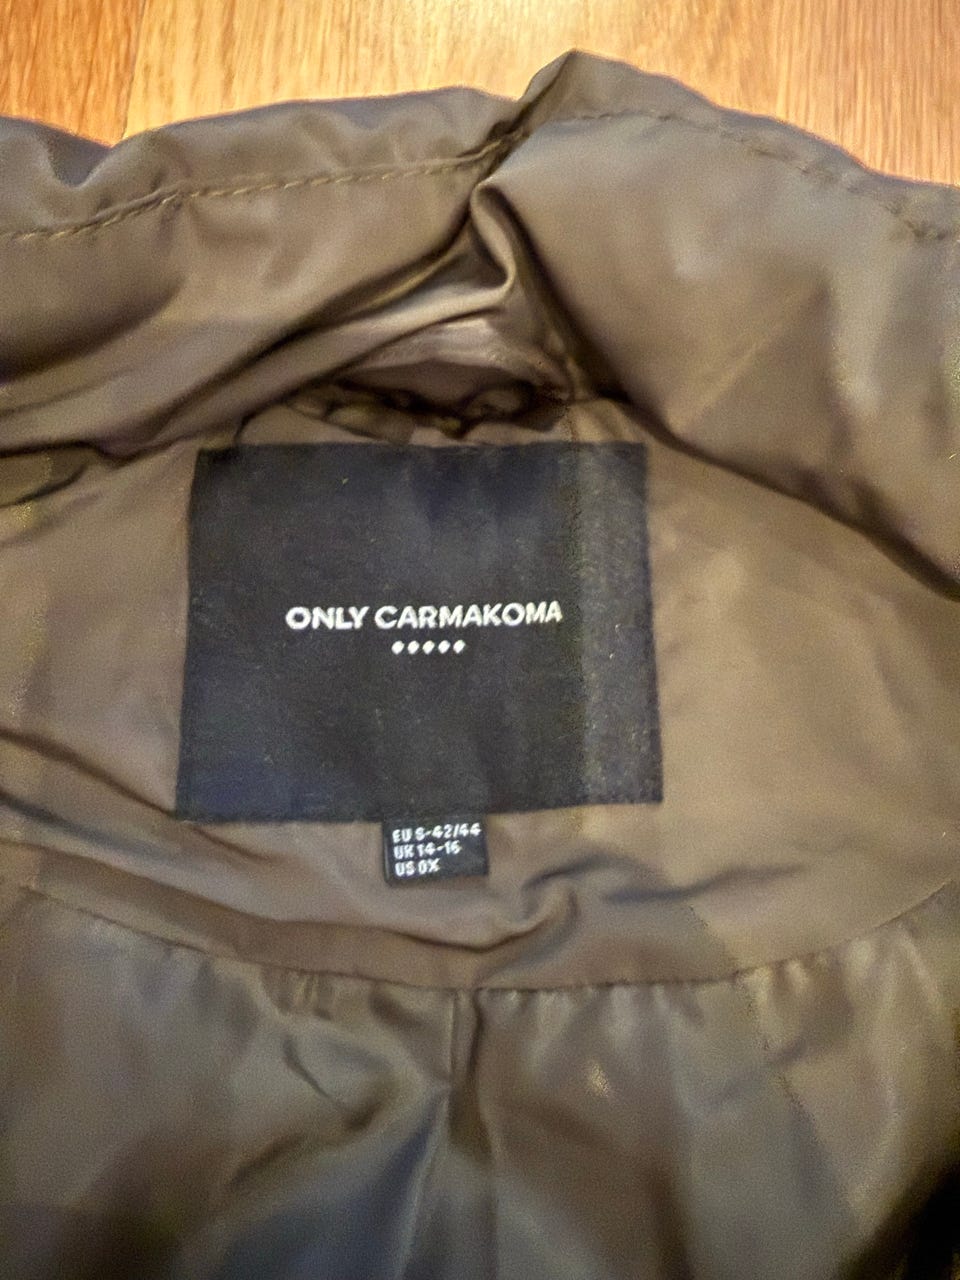 ONLY CARMAKOMA
EU S-42/44
UK 14-16
US 0X